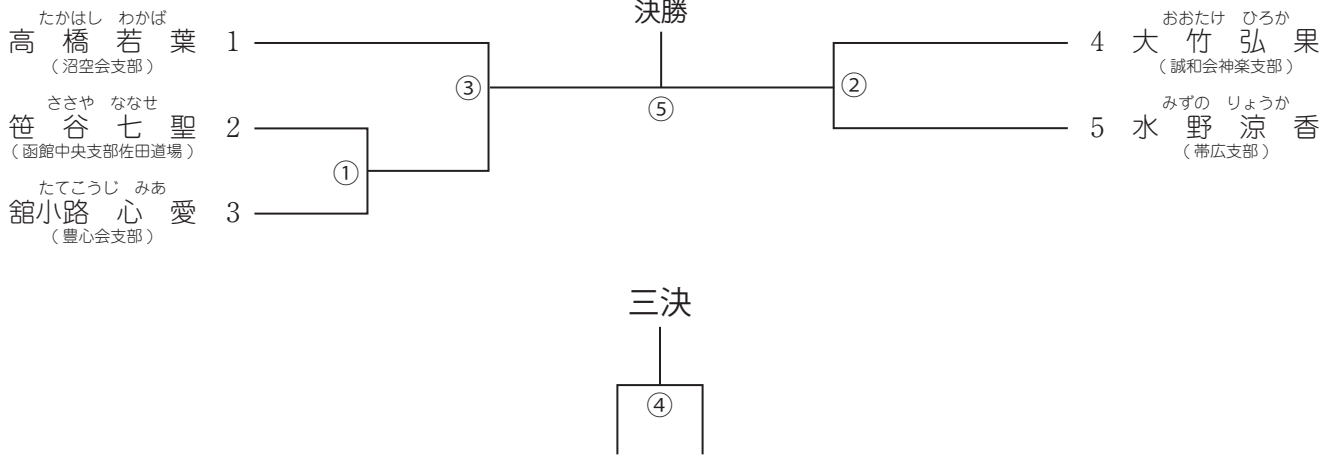 決勝
たかはし わかば
高橋若葉 1
(沼空会支部)
③
ささや ななせ
笹谷七聖 2
(函館中央支部佐田道場)
①
たてこうじ みあ
舘小路心愛 3
(豊心会支部)
⑤
おおたけ ひろか
4 大竹弘果
(誠和会神楽支部)
②
みずの りょうか
5 水野涼香
(帯広支部)
三決
④